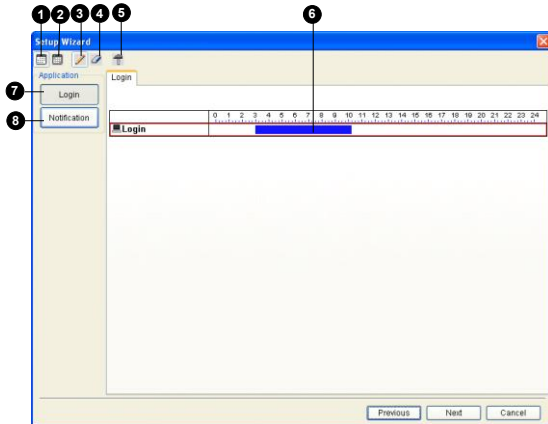 1 2 3 4 5 6
Setup Wizard
Application
Login
7 Login
8 Notification
0 1 2 3 4 5 6 7 8 9 10 11 12 13 14 15 16 17 18 19 20 21 22 23 24
Login
Previous Next Cancel